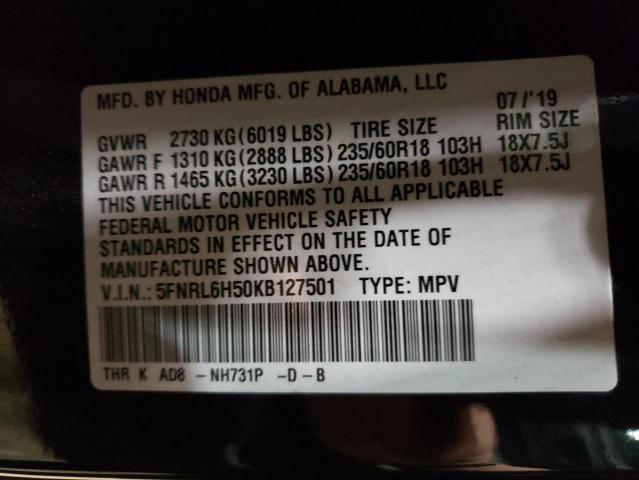 MFD. BY HONDA MFG. OF ALABAMA, LLC
07/'19
GVWR 2730 KG(6019 LBS) TIRE SIZE RIM SIZE
GAWR F 1310 KG(2888 LBS) 235/60R18 103H 18X7.5J
GAWR R 1465 KG(3230 LBS) 235/60R18 103H 18X7.5J
THIS VEHICLE CONFORMS TO ALL APPLICABLE
FEDERAL MOTOR VEHICLE SAFETY
STANDARDS IN EFFECT ON THE DATE OF
MANUFACTURE SHOWN ABOVE.
V.I.N.: 5FNRL6H50KB127501 TYPE: MPV
THR K AD8 -NH731P -D-B